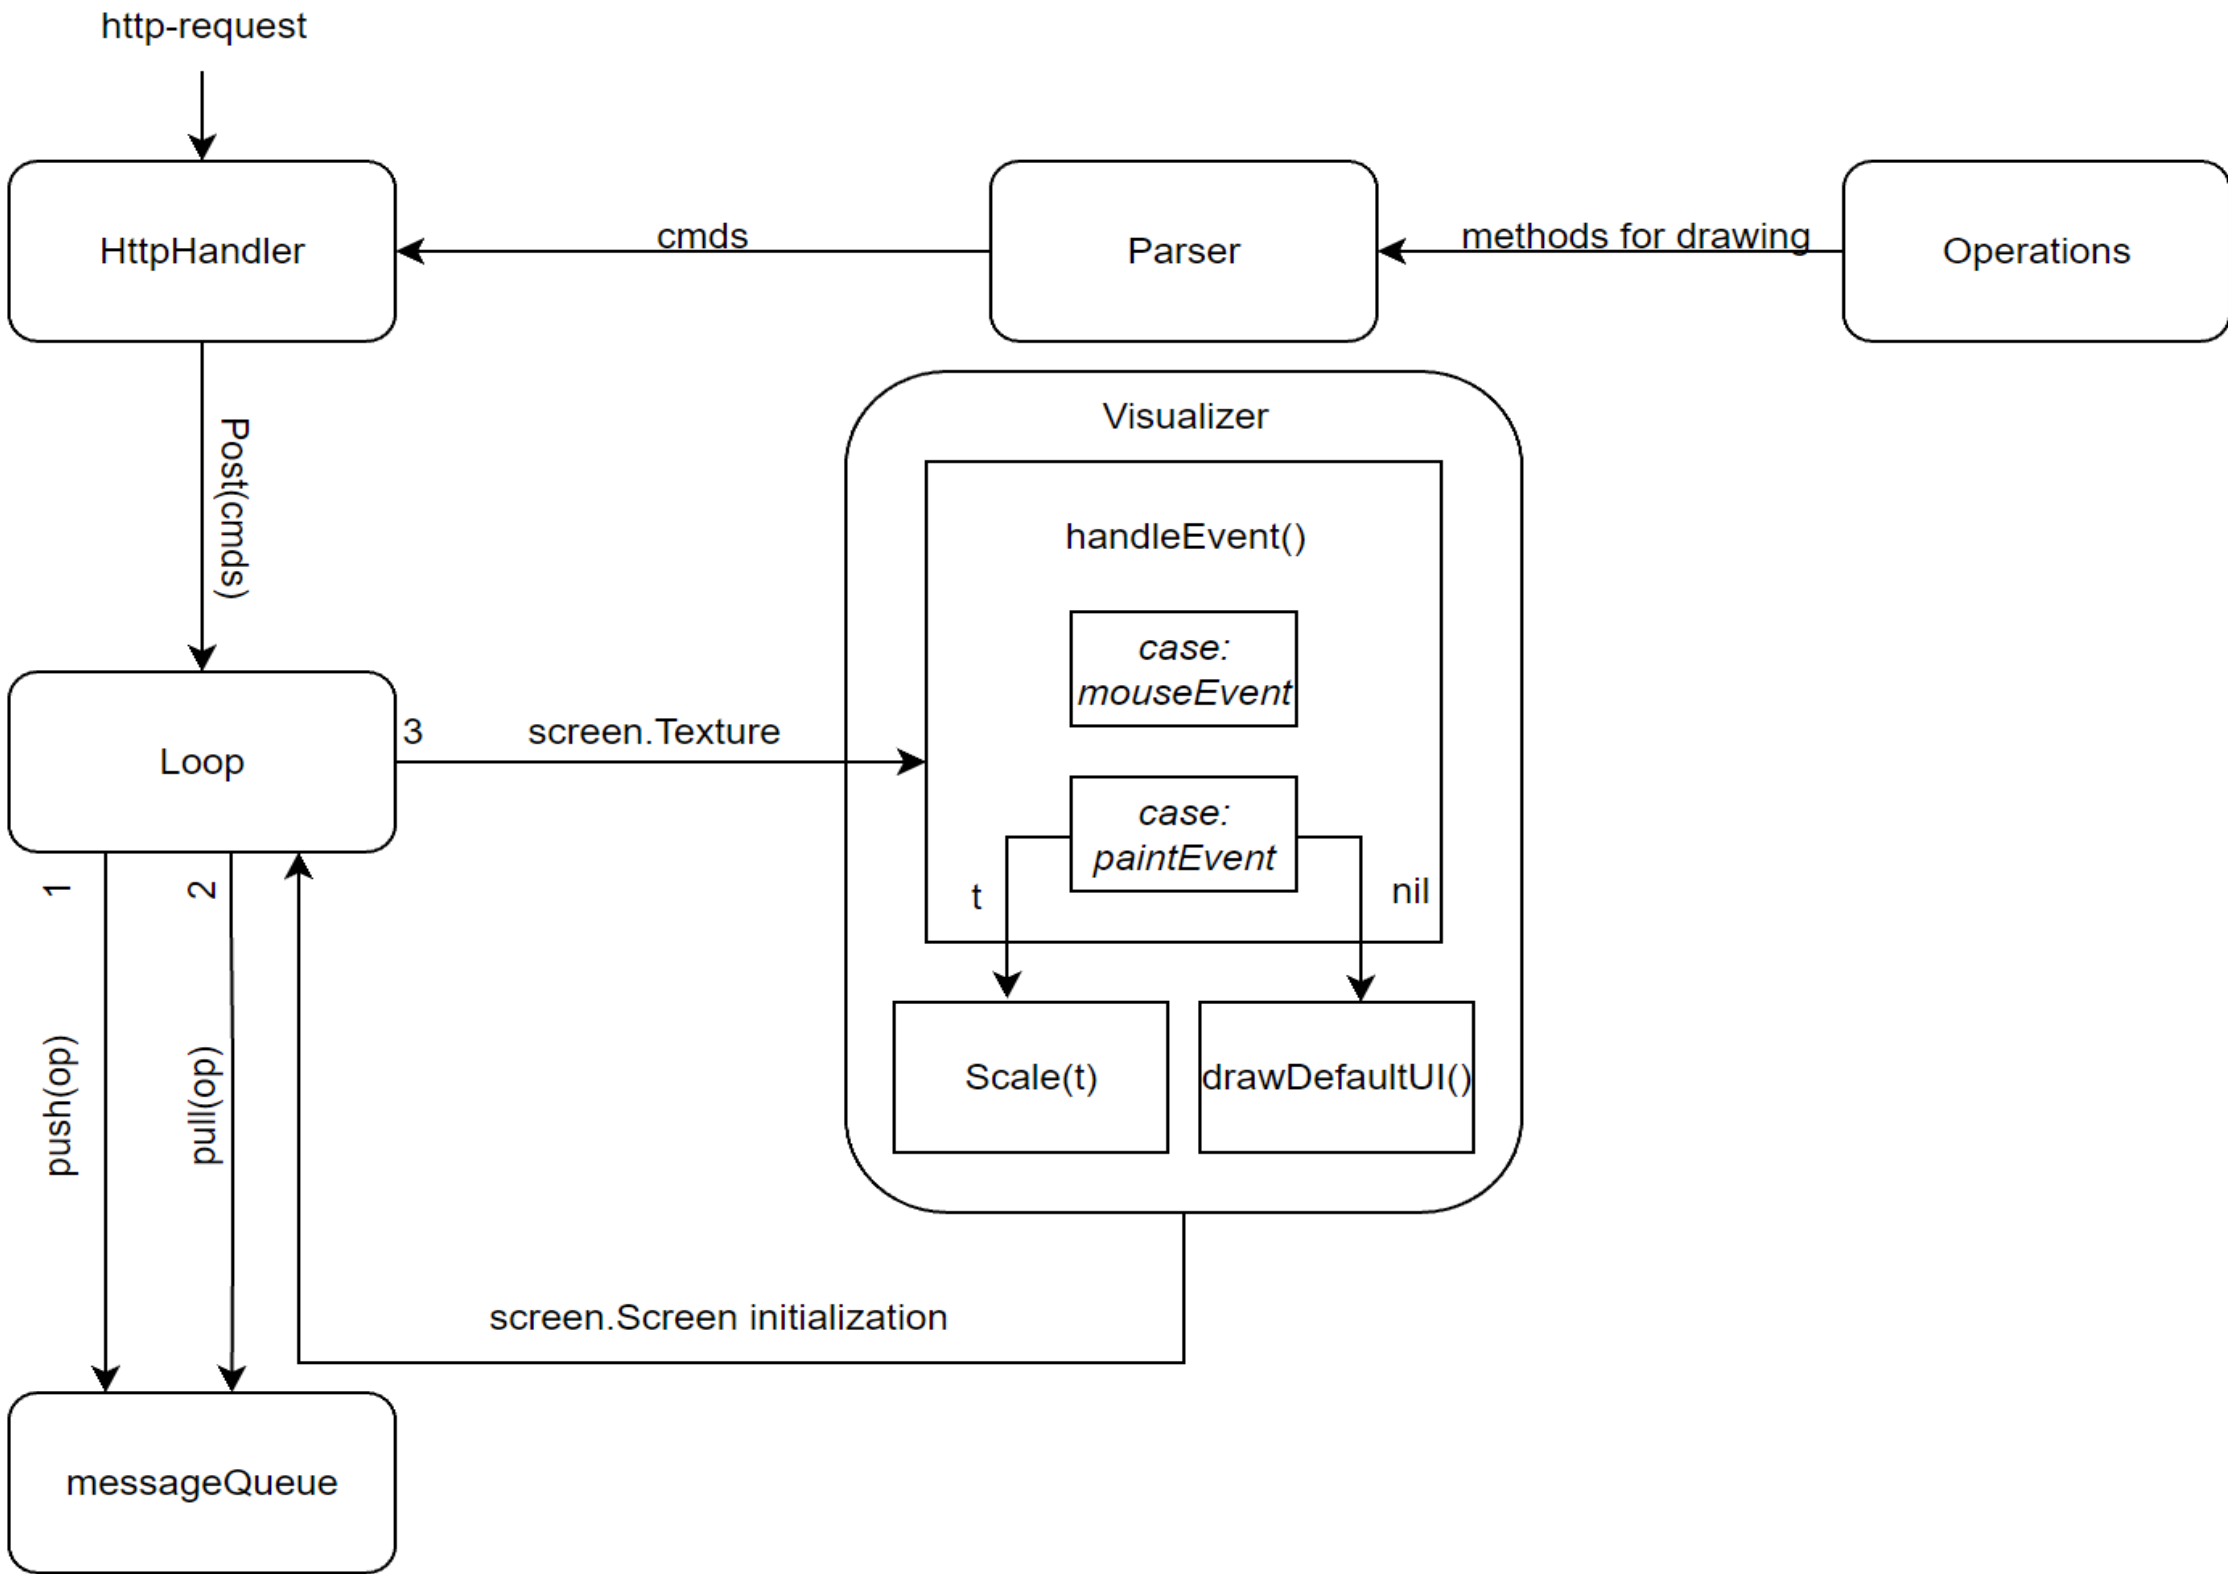 http-request
HttpHandler
cmds
Parser
methods for drawing
Operations
Post(cmds)
Visualizer
handleEvent()
case:
mouseEvent
Loop
3
screen.Texture
case:
paintEvent
t
nil
1
2
push(op)
pull(op)
Scale(t)
drawDefaultUI()
screen.Screen initialization
messageQueue